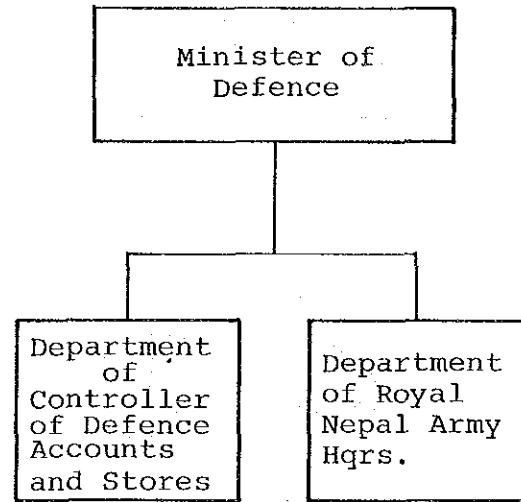 Minister of
Defence
Department
of
Controller
of Defence
Accounts
and Stores
Department
of Royal
Nepal Army
Hqrs.